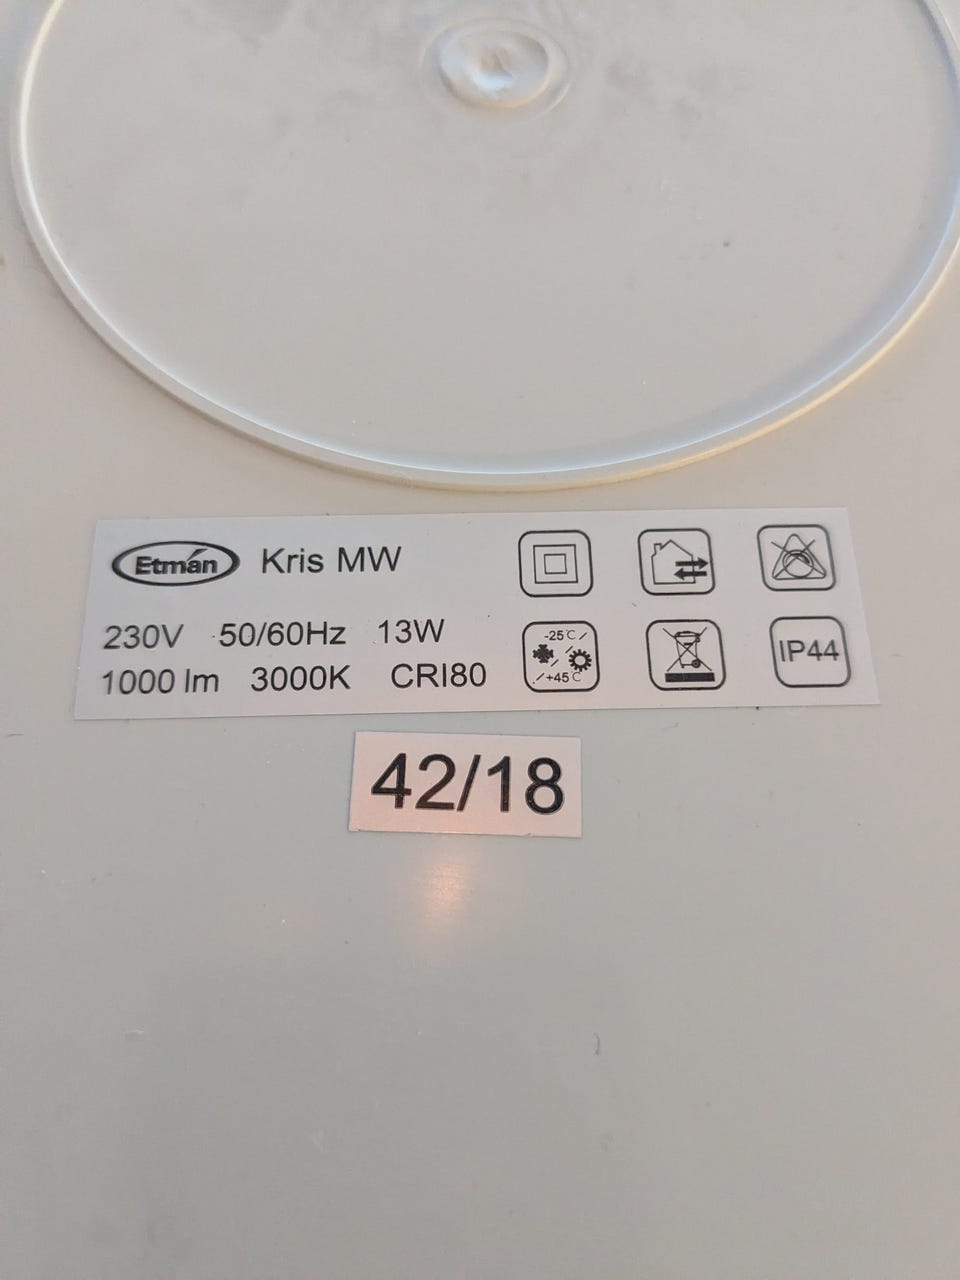 Etmán Kris MW
230V 50/60Hz 13W
1000 lm 3000K CRI80
-25℃
+45℃
IP44
42/18